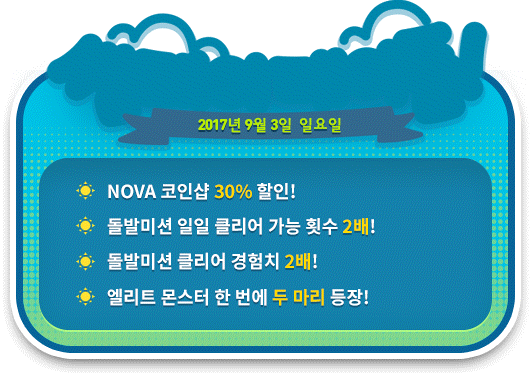 2017년 9월 3일 일요일
NOVA 코인샵 30% 할인!
돌발미션 일일 클리어 가능 횟수 2배!
돌발미션 클리어 경험치 2배!
엘리트 몬스터 한 번에 두 마리 등장!